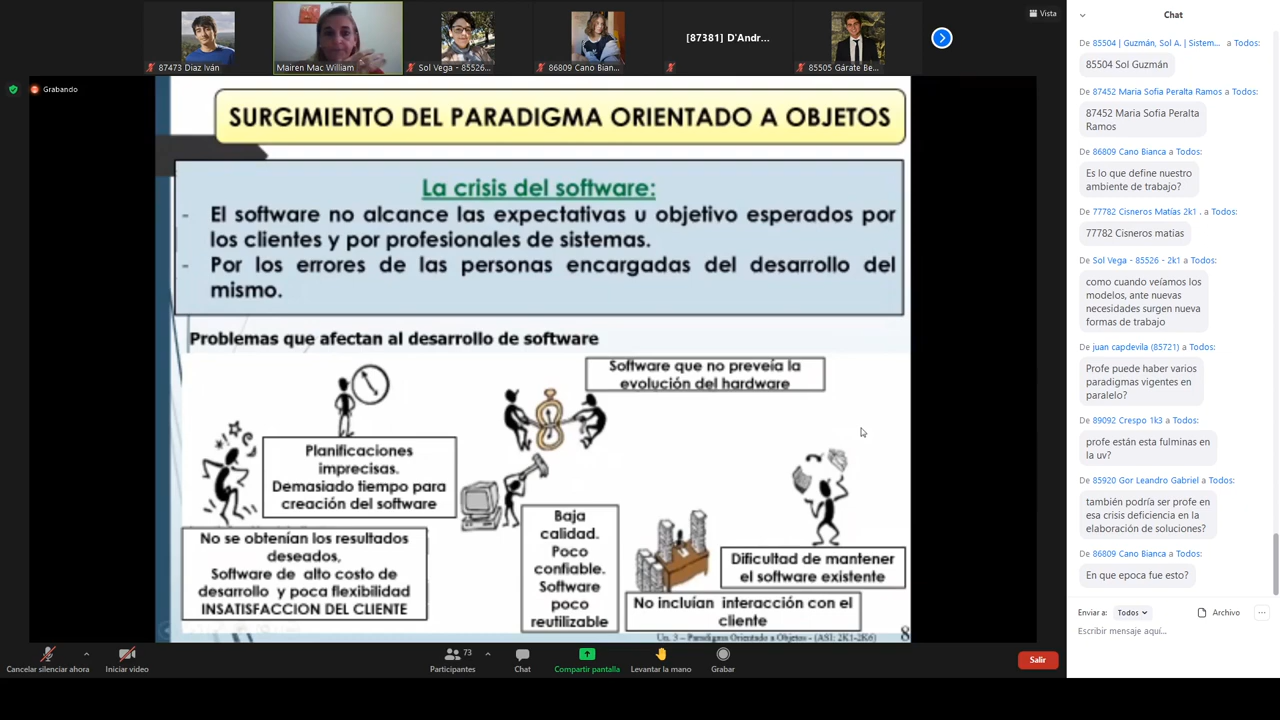 Vista
[87381] D'Andr...
87473 Diaz Iván
Mairen Mac William
Sol Vega - 85526...
86809 Cano Bian...
85505 Gárate Be...
Grabando
SURGIMIENTO DEL PARADIGMA ORIENTADO A OBJETOS
La crisis del software:
- El software no alcance las expectativas u objetivo esperados por
los clientes y por profesionales de sistemas.
- Por los errores de las personas encargadas del desarrollo del
mismo.
Problemas que afectan al desarrollo de software
Software que no preveía la
evolución del hardware
Planificaciones
imprecisas.
Demasiado tiempo para
creación del software
No se obtenían los resultados
deseados,
Software de alto costo de
desarrollo y poca flexibilidad
INSATISFACCION DEL CLIENTE
Baja
calidad.
Poco
confiable.
Software
poco
reutilizable
Dificultad de mantener
el software existente
No incluían interacción con el
cliente
Un. 3 - Paradigma Orientado a Objetos - (ASI: 2K1-2K6)
8
Cancelar silenciar ahora
Iniciar video
73
Participantes
Chat
Compartir pantalla
Levantar la mano
Grabar
Salir
Chat
De 85504 | Guzmán, Sol A. | Sistem... a Todos:
85504 Sol Guzmán
De 87452 Maria Sofia Peralta Ramos a Todos:
87452 Maria Sofia Peralta
Ramos
De 86809 Cano Bianca a Todos:
Es lo que define nuestro
ambiente de trabajo?
De 77782 Cisneros Matías 2k1 . a Todos:
77782 Cisneros matias
De Sol Vega - 85526 - 2k1 a Todos:
como cuando veíamos los
modelos, ante nuevas
necesidades surgen nueva
formas de trabajo
De juan capdevila (85721) a Todos:
Profe puede haber varios
paradigmas vigentes en
paralelo?
De 89092 Crespo 1k3 a Todos:
profe están esta fulminas en
la uv?
De 85920 Gor Leandro Gabriel a Todos:
también podría ser profe en
esa crisis deficiencia en la
elaboración de soluciones?
De 86809 Cano Bianca a Todos:
En que epoca fue esto?
Enviar a: Todos
Archivo
...
Escribir mensaje aquí...